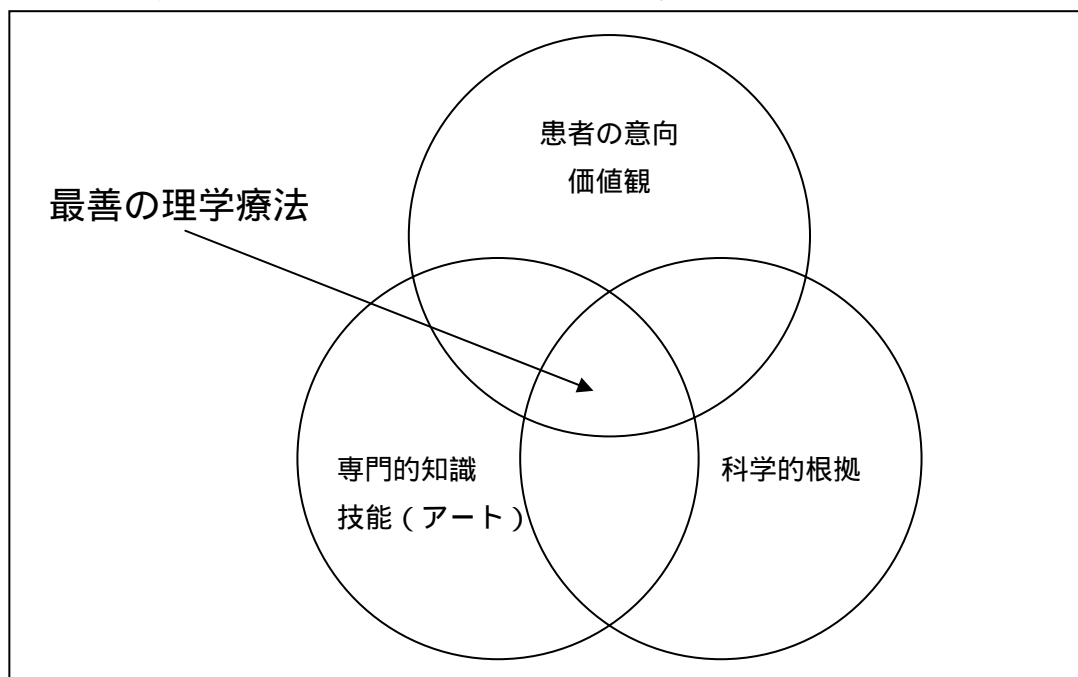 患者の意向
価値観
最善の理学療法
専門的知識
技能(アート)
科学的根拠